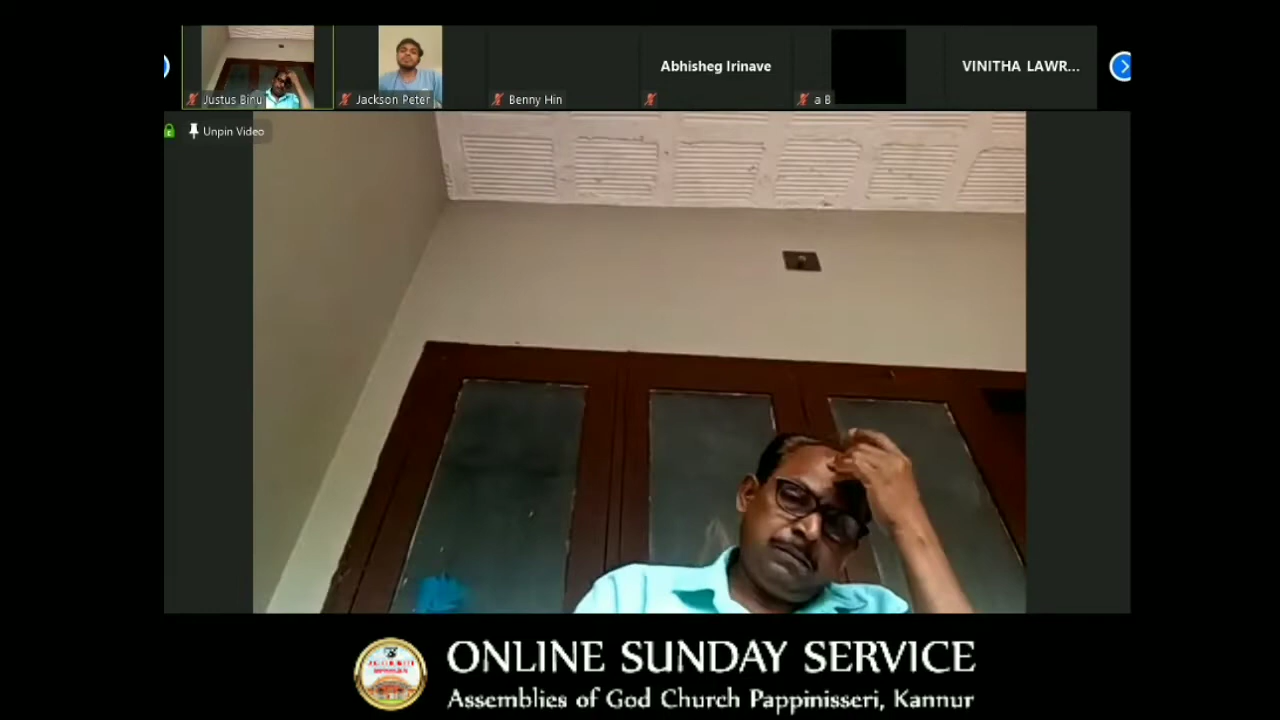 Abhisheg Irinave
VINITHA LAWR...
Justus Binu
Jackson Peter
Benny Hin
a B
Unpin Video
ONLINE SUNDAY SERVICE
Assemblies of God Church Pappinisseri, Kannur